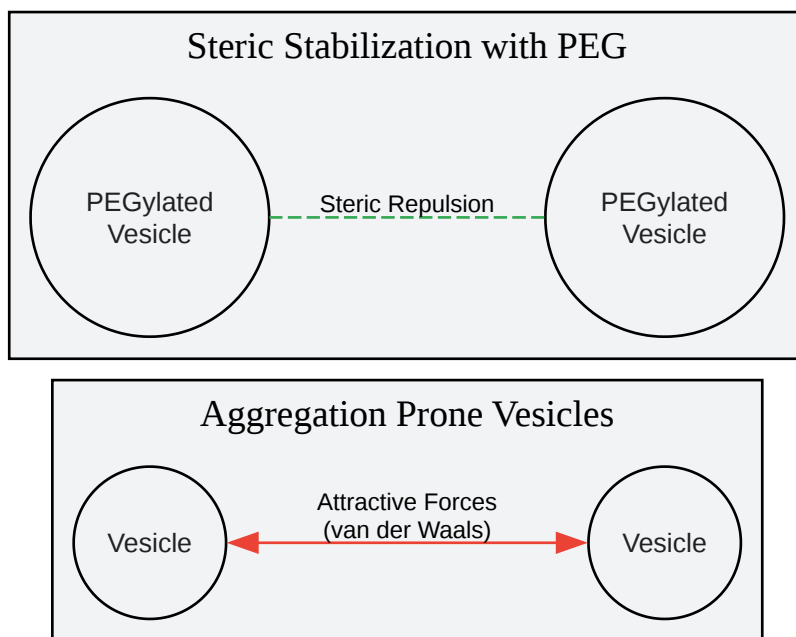 Steric Stabilization with PEG
Steric Repulsion
PEGylated
Vesicle
PEGylated
Vesicle
Aggregation Prone Vesicles
Attractive Forces
(van der Waals)
Vesicle
Vesicle